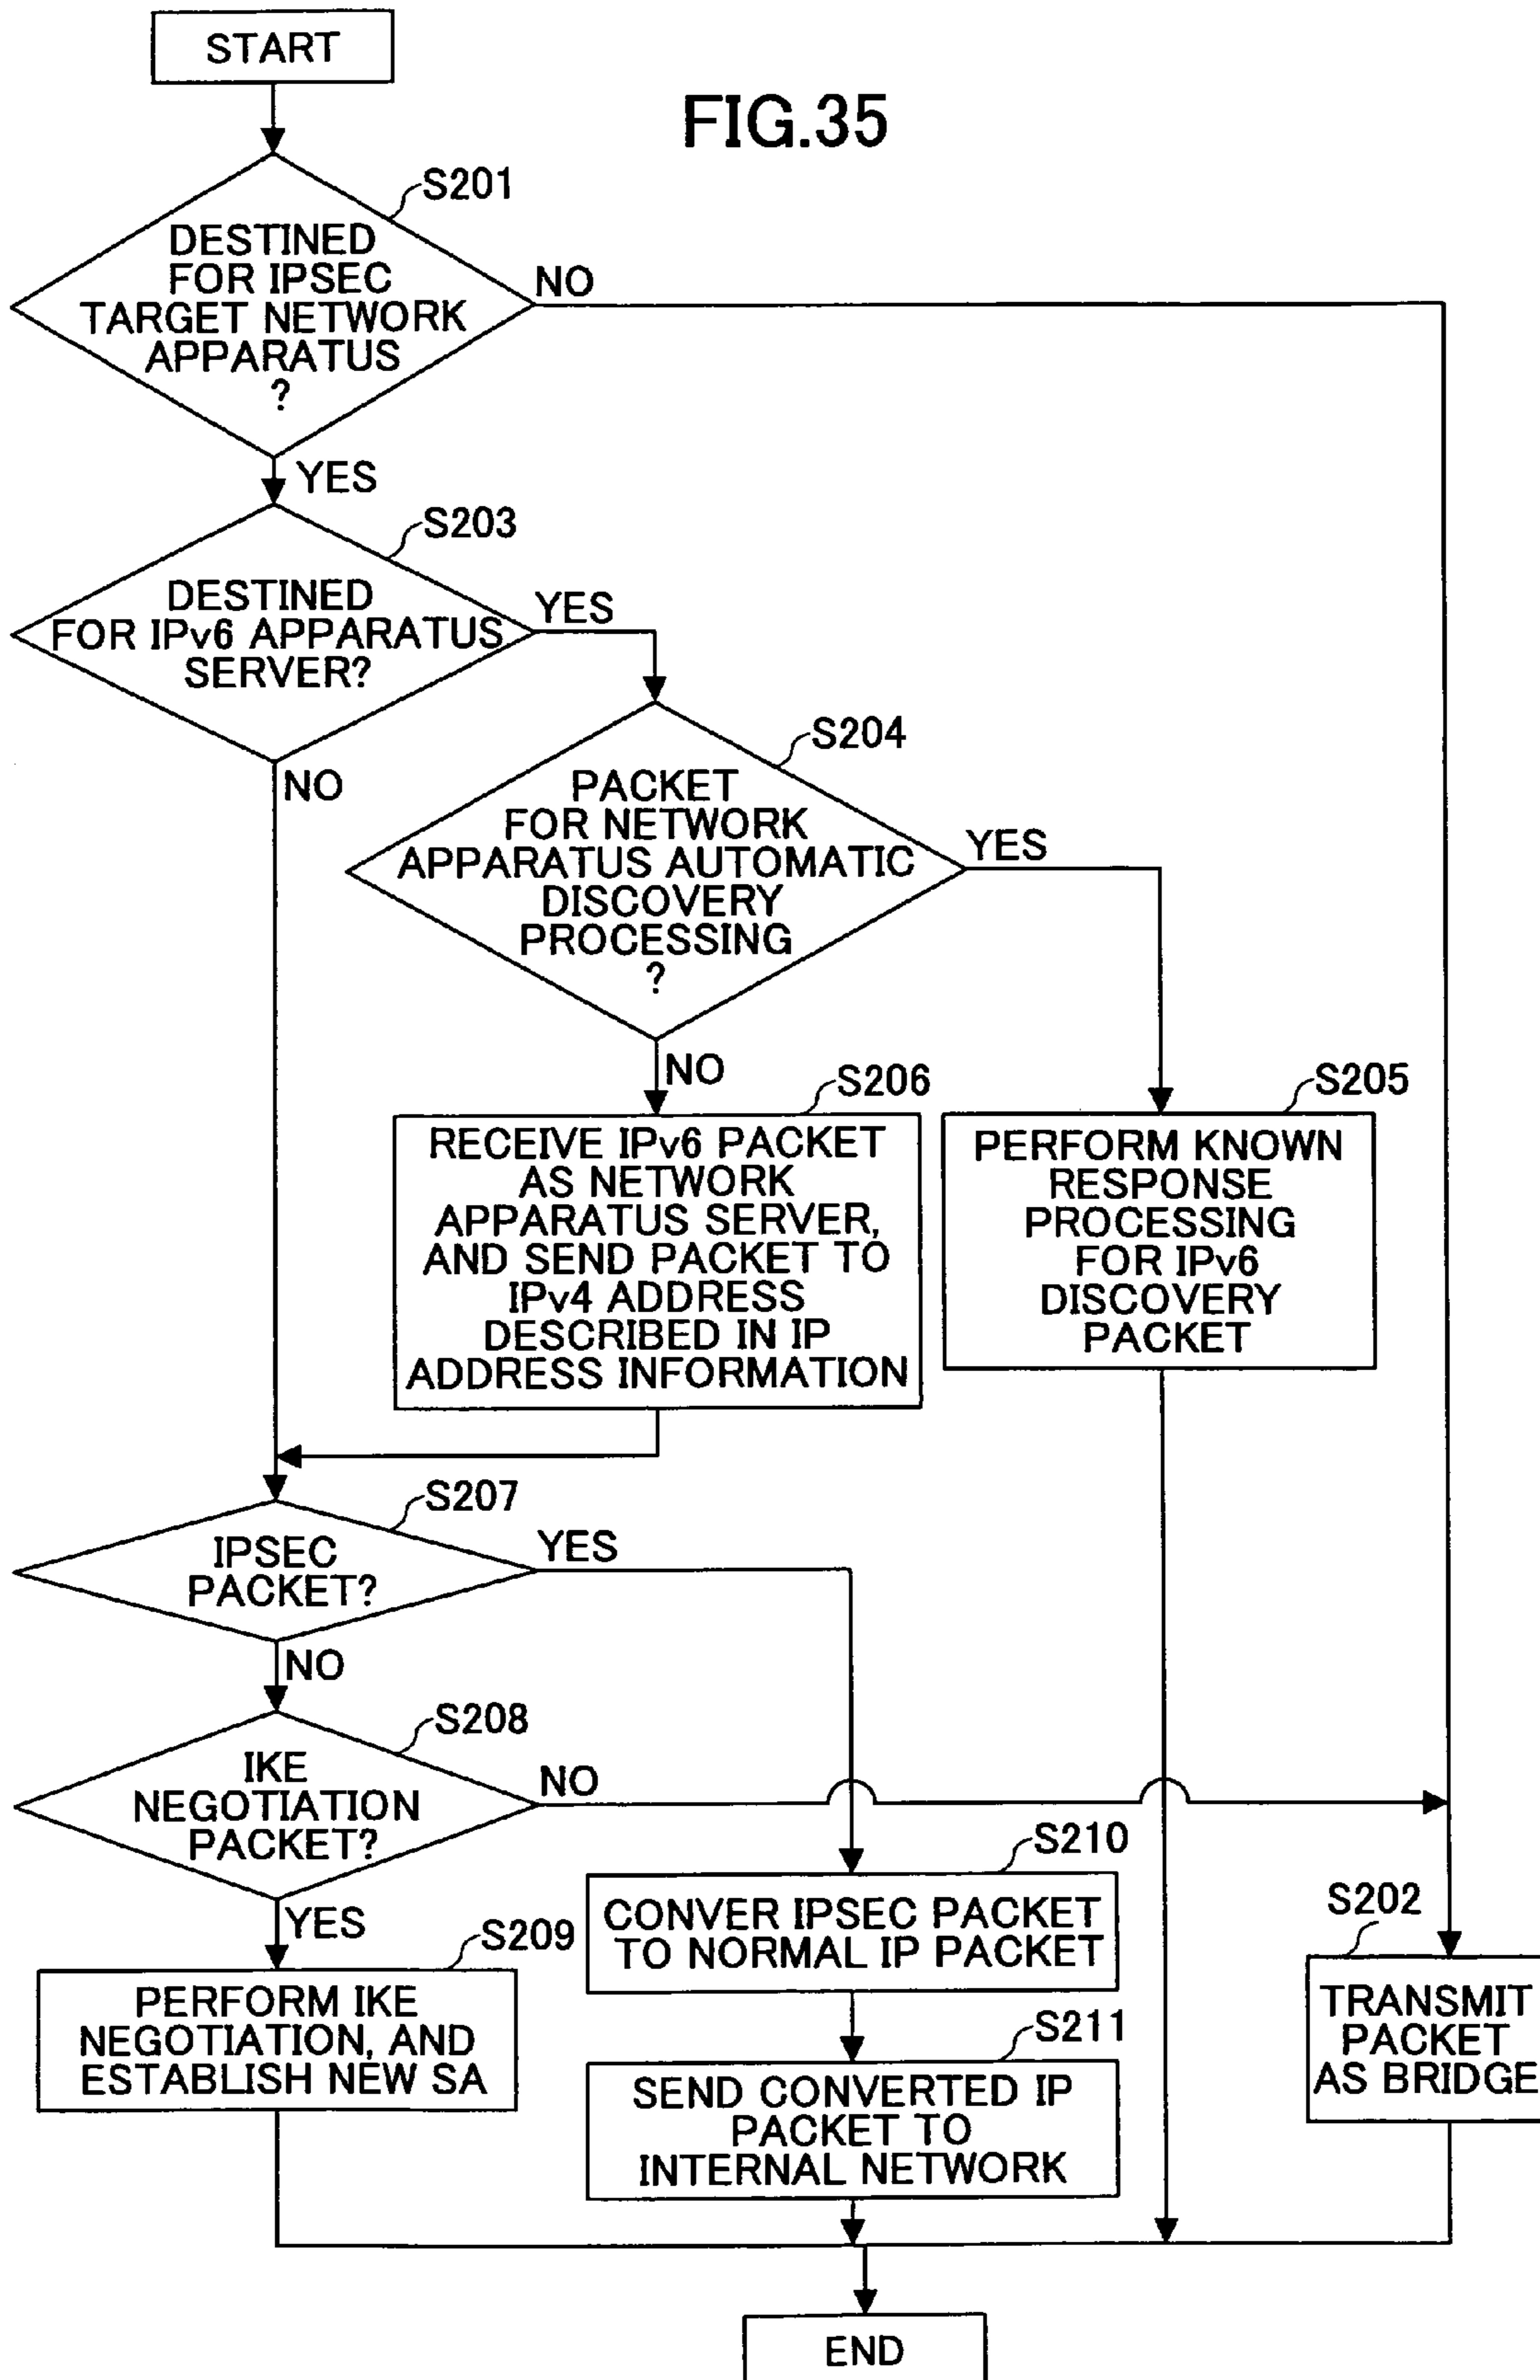 START
FIG.35
S201
DESTINED
FOR IPSEC
TARGET NETWORK
APPARATUS
?
NO
YES
S203
DESTINED
FOR IPv6 APPARATUS
SERVER?
YES
NO
S204
PACKET
FOR NETWORK
APPARATUS AUTOMATIC
DISCOVERY
PROCESSING
?
YES
NO
S206
RECEIVE IPv6 PACKET
AS NETWORK
APPARATUS SERVER,
AND SEND PACKET TO
IPv4 ADDRESS
DESCRIBED IN IP
ADDRESS INFORMATION
S205
PERFORM KNOWN
RESPONSE
PROCESSING
FOR IPv6
DISCOVERY
PACKET
S207
IPSEC
PACKET?
YES
NO
S208
IKE
NEGOTIATION
PACKET?
NO
YES
S209
PERFORM IKE
NEGOTIATION, AND
ESTABLISH NEW SA
S210
CONVER IPSEC PACKET
TO NORMAL IP PACKET
S211
SEND CONVERTED IP
PACKET TO
INTERNAL NETWORK
S202
TRANSMIT
PACKET
AS BRIDGE
END